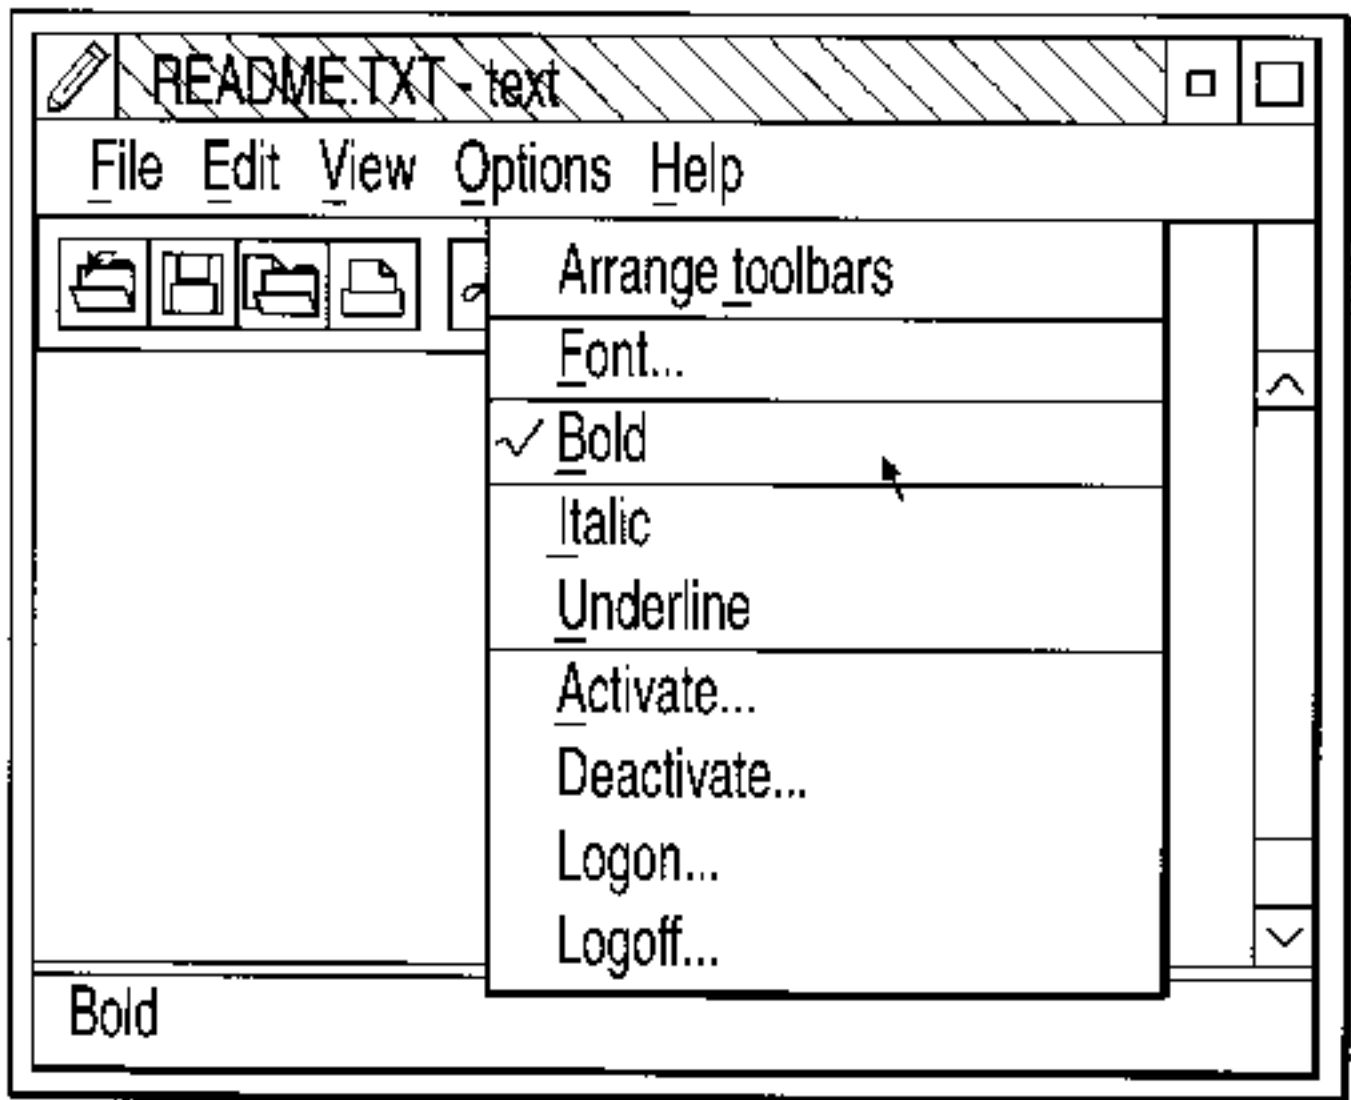 README.TXT - text
File Edit View Options Help
Arrange toolbars
Font...
Bold
Italic
Underline
Activate...
Deactivate...
Logon...
Logoff...
Bold